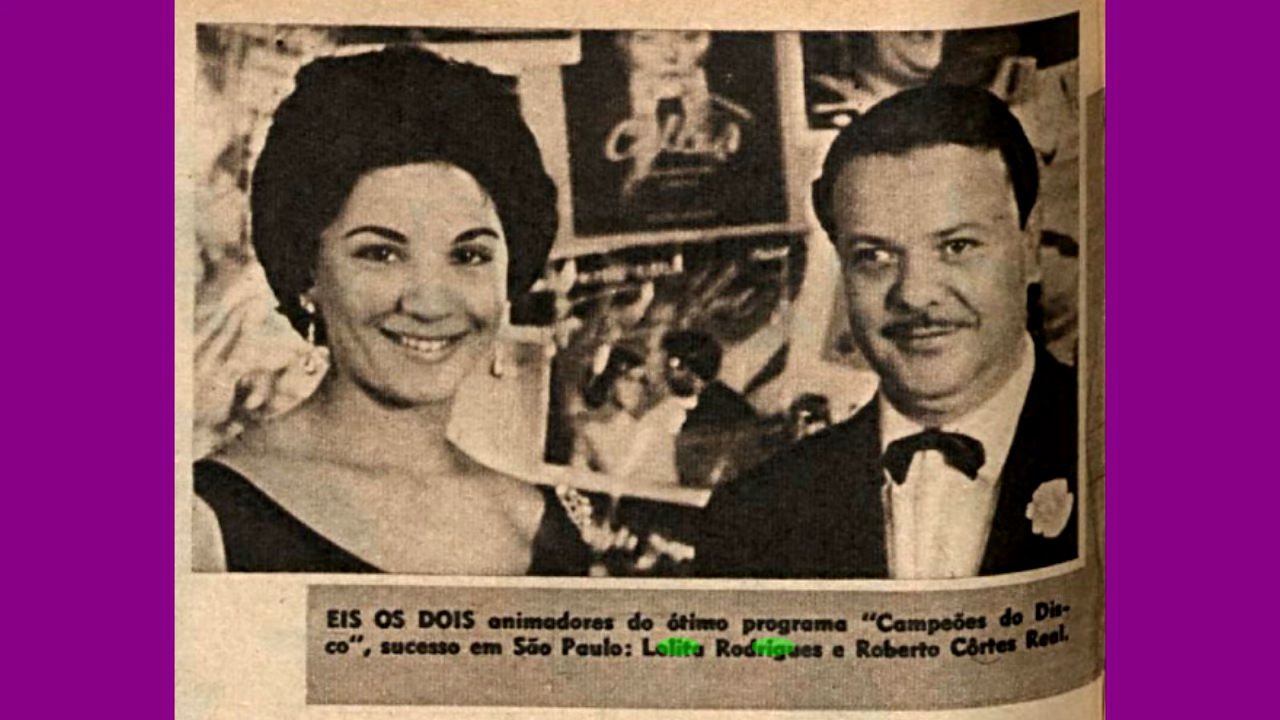 EIS OS DOIS animadores do ótimo programa "Campeões do Dis-
co", sucesso em São Paulo: Lolita Rodrigues e Roberto Côrtes Real.